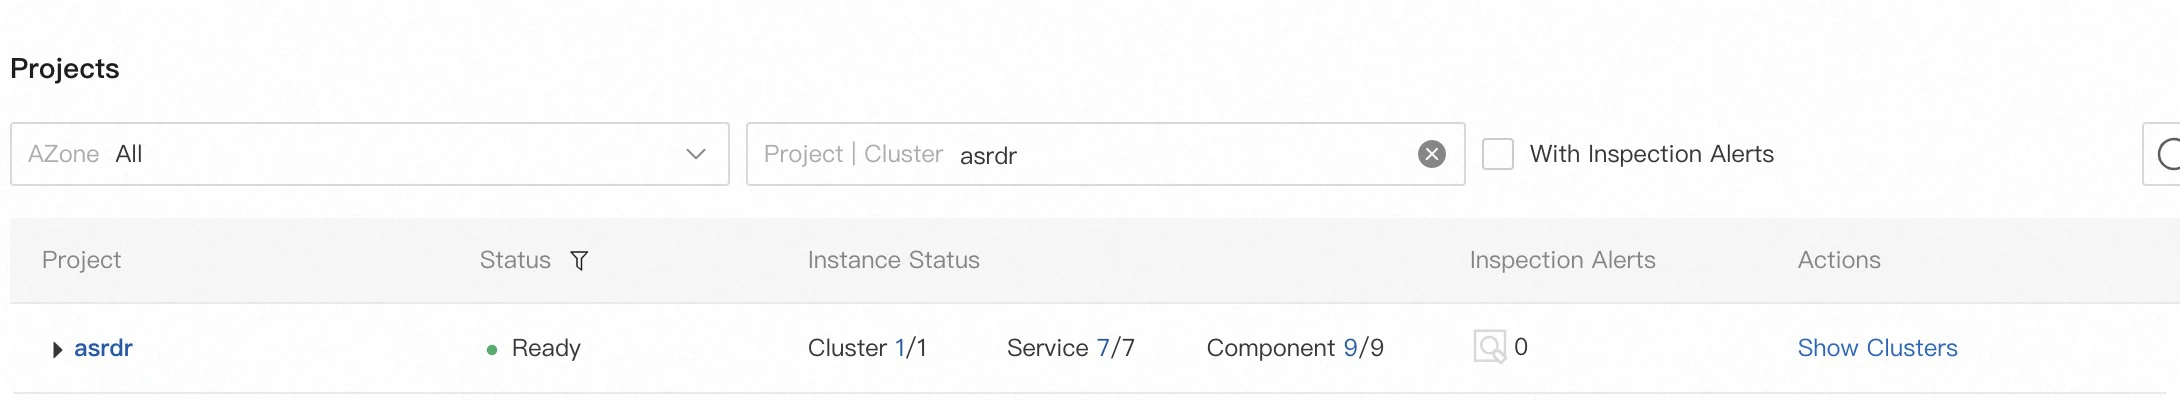 Projects
AZone All Project | Cluster asrdr With Inspection Alerts
Project Status Instance Status Inspection Alerts Actions
asrdr Ready Cluster 1/1 Service 7/7 Component 9/9 0 Show Clusters